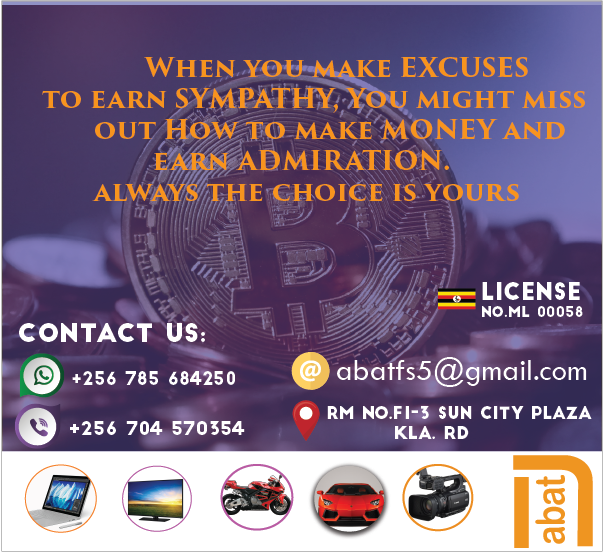 When you make EXCUSES
to earn SYMPATHY, You might miss
out How to make MONEY and
earn ADMIRATION.
always the choice is yours
LICENSE
NO.ML 00058
CONTACT US:
+256 785 684250
@ abatfs5@gmail.com
+256 704 570354
RM NO.F1-3 SUN CITY PLAZA
KLA. RD
abat